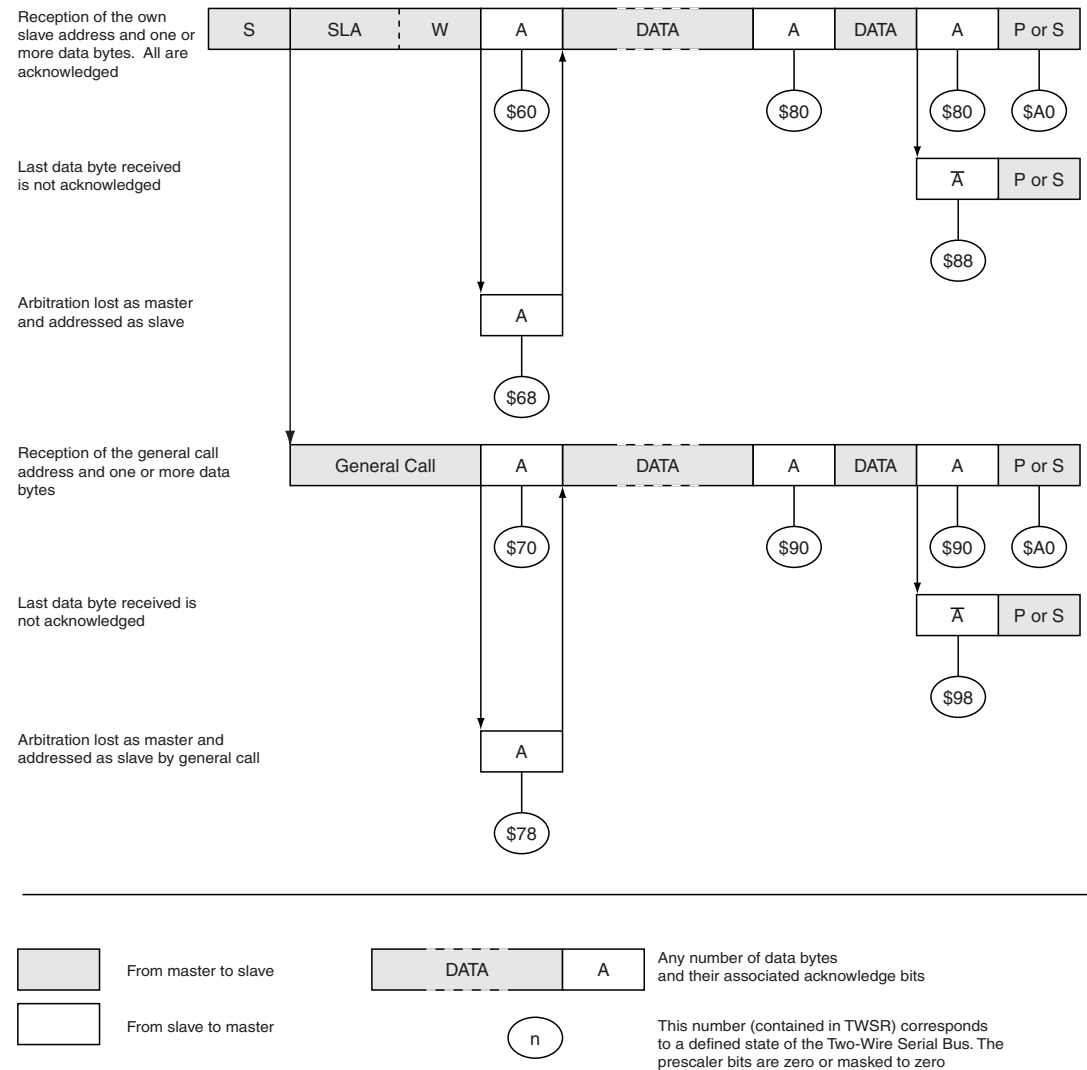 Reception of the own
slave address and one or
more data bytes. All are
acknowledged
S SLA W A DATA A DATA A P or S
$60 $80 $80 $A0
Last data byte received
is not acknowledged
A̅ P or S
$88
Arbitration lost as master
and addressed as slave
A
$68
Reception of the general call
address and one or more data
bytes
General Call A DATA A DATA A P or S
$70 $90 $90 $A0
Last data byte received is
not acknowledged
A̅ P or S
$98
Arbitration lost as master and
addressed as slave by general call
A
$78
From master to slave
DATA A
Any number of data bytes
and their associated acknowledge bits
From slave to master
n
This number (contained in TWSR) corresponds
to a defined state of the Two-Wire Serial Bus. The
prescaler bits are zero or masked to zero